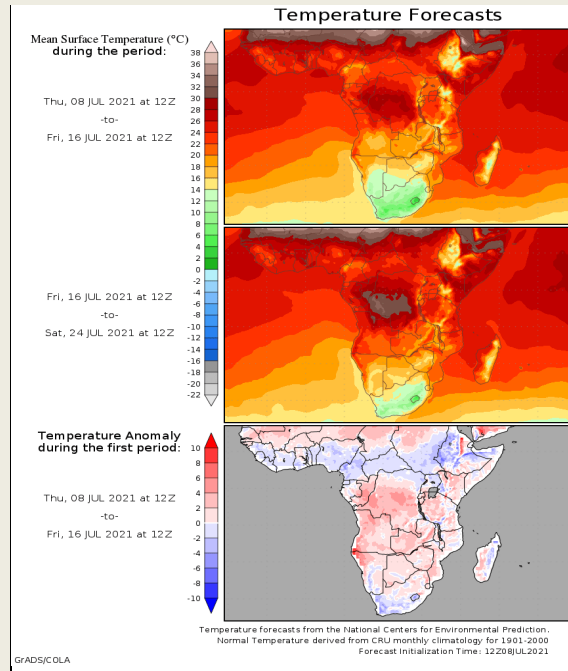 Temperature Forecasts
Mean Surface Temperature (°C)
during the period:
Thu, 08 JUL 2021 at 12Z
-to-
Fri, 16 JUL 2021 at 12Z
38
36
34
32
30
28
26
24
22
20
18
16
14
12
10
8
6
4
2
0
-2
-4
-6
-8
-10
-12
-14
-16
-18
-20
-22
Fri, 16 JUL 2021 at 12Z
-to-
Sat, 24 JUL 2021 at 12Z
Temperature Anomaly
during the first period:
Thu, 08 JUL 2021 at 12Z
-to-
Fri, 16 JUL 2021 at 12Z
10
8
6
4
2
0
-2
-4
-6
-8
-10
Temperature forecasts from the National Centers for Environmental Prediction.
Normal Temperature derived from CRU monthly climatology for 1901-2000
Forecast Initialization Time: 12Z08JUL2021
GrADS/COLA